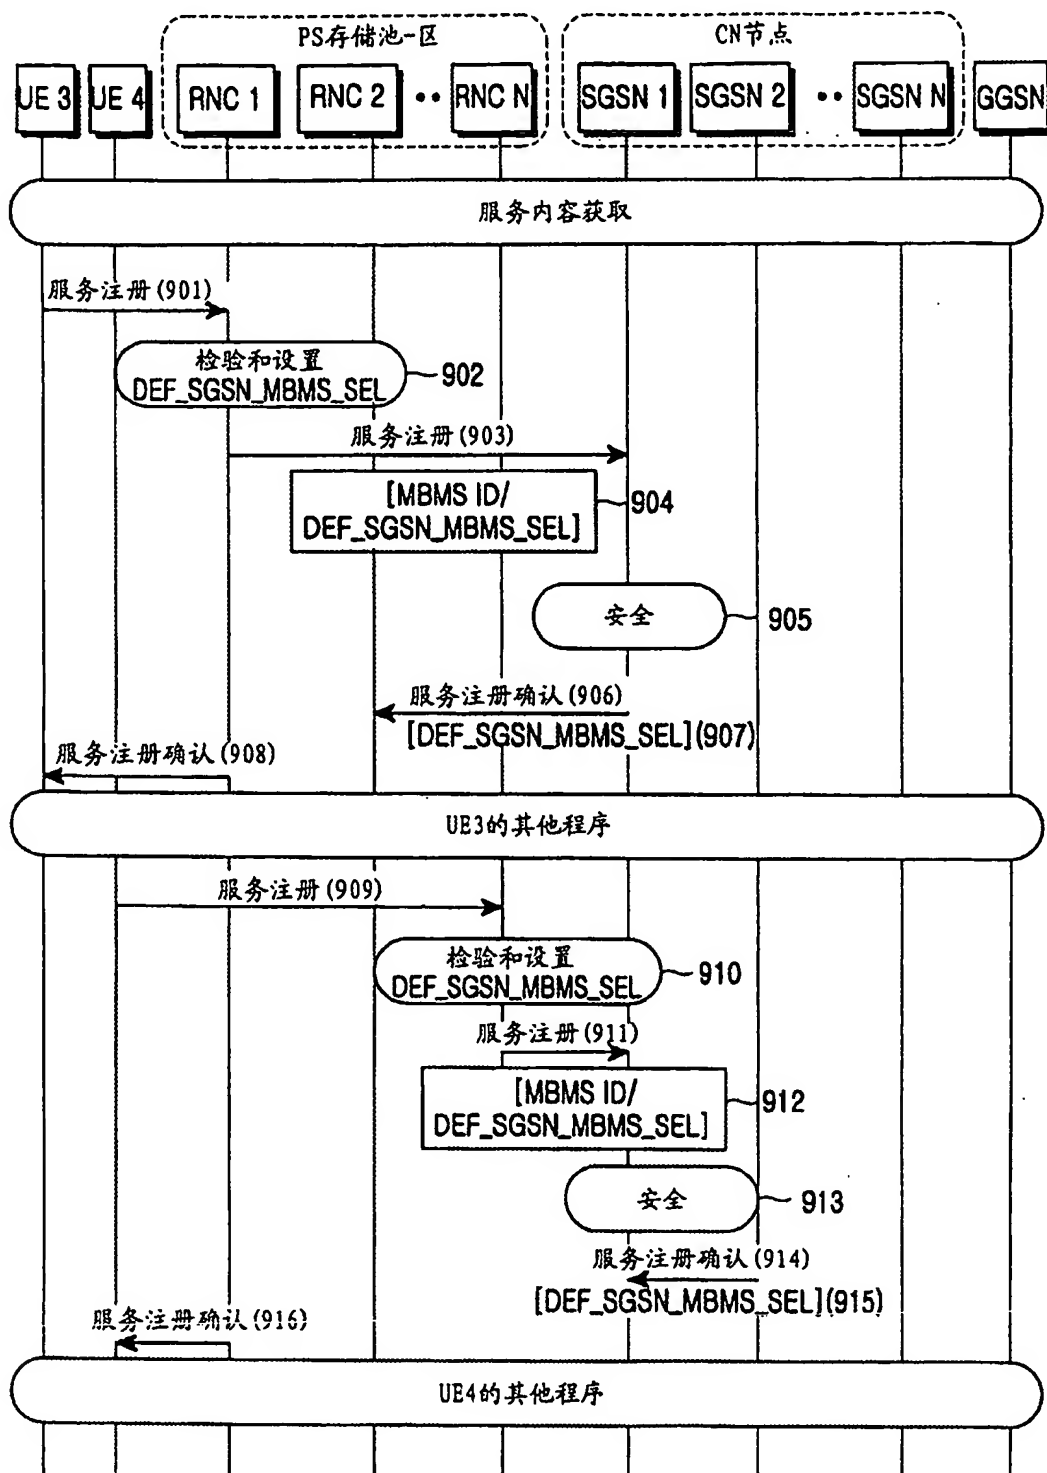 PS存储池-区
CN节点
UE 3
UE 4
RNC 1
RNC 2
••
RNC N
SGSN 1
SGSN 2
••
SGSN N
GGSN
服务内容获取
服务注册(901)
检验和设置
DEF_SGSN_MBMS_SEL
902
服务注册(903)
[MBMS ID/
DEF_SGSN_MBMS_SEL]
904
安全
905
服务注册确认(906)
[DEF_SGSN_MBMS_SEL](907)
服务注册确认(908)
UE3的其他程序
服务注册(909)
检验和设置
DEF_SGSN_MBMS_SEL
910
服务注册(911)
[MBMS ID/
DEF_SGSN_MBMS_SEL]
912
安全
913
服务注册确认(914)
[DEF_SGSN_MBMS_SEL](915)
服务注册确认(916)
UE4的其他程序